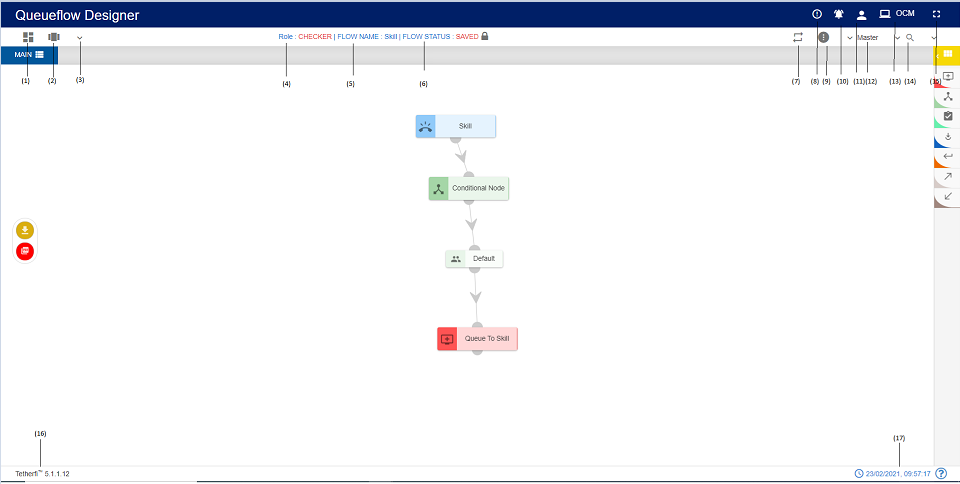 Queueflow Designer
OCM
Role : CHECKER | FLOW NAME : Skill | FLOW STATUS : SAVED
Master
MAIN
(1) (2) (3) (4) (5) (6) (7) (8) (9) (10) (11) (12) (13) (14) (15)
Skill
Conditional Node
Default
Queue To Skill
(16)
(17)
Tetherfi™ 5.1.1.12
23/02/2021, 09:57:17